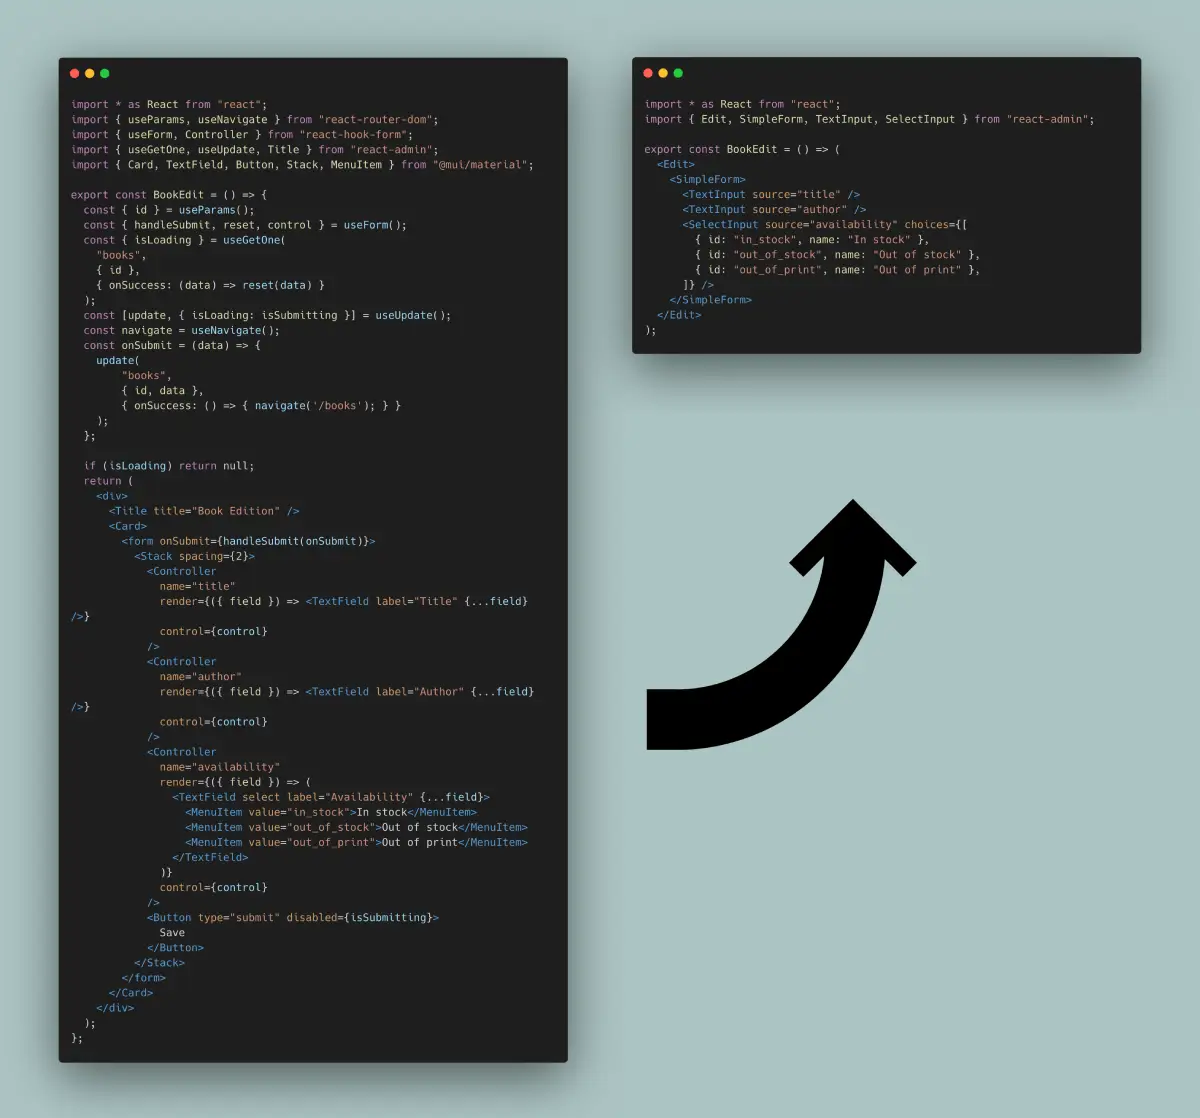 import * as React from "react";
import { useParams, useNavigate } from "react-router-dom";
import { useForm, Controller } from "react-hook-form";
import { useGetOne, useUpdate, Title } from "react-admin";
import { Card, TextField, Button, Stack, MenuItem } from "@mui/material";

export const BookEdit = () => {
  const { id } = useParams();
  const { handleSubmit, reset, control } = useForm();
  const { isLoading } = useGetOne(
    "books",
    { id },
    { onSuccess: (data) => reset(data) }
  );
  const [update, { isLoading: isSubmitting }] = useUpdate();
  const navigate = useNavigate();
  const onSubmit = (data) => {
    update(
        "books",
        { id, data },
        { onSuccess: () => { navigate('/books'); } }
    );
  };

  if (isLoading) return null;
  return (
    <div>
      <Title title="Book Edition" />
      <Card>
        <form onSubmit={handleSubmit(onSubmit)}>
          <Stack spacing={2}>
            <Controller
              name="title"
              render={({ field }) => <TextField label="Title" {...field}
/>}
              control={control}
            />
            <Controller
              name="author"
              render={({ field }) => <TextField label="Author" {...field}
/>}
              control={control}
            />
            <Controller
              name="availability"
              render={({ field }) => (
                <TextField select label="Availability" {...field}>
                  <MenuItem value="in_stock">In stock</MenuItem>
                  <MenuItem value="out_of_stock">Out of stock</MenuItem>
                  <MenuItem value="out_of_print">Out of print</MenuItem>
                </TextField>
              )}
              control={control}
            />
            <Button type="submit" disabled={isSubmitting}>
              Save
            </Button>
          </Stack>
        </form>
      </Card>
    </div>
  );
};

import * as React from "react";
import { Edit, SimpleForm, TextInput, SelectInput } from "react-admin";

export const BookEdit = () => (
  <Edit>
    <SimpleForm>
      <TextInput source="title" />
      <TextInput source="author" />
      <SelectInput source="availability" choices={[
        { id: "in_stock", name: "In stock" },
        { id: "out_of_stock", name: "Out of stock" },
        { id: "out_of_print", name: "Out of print" },
      ]} />
    </SimpleForm>
  </Edit>
);